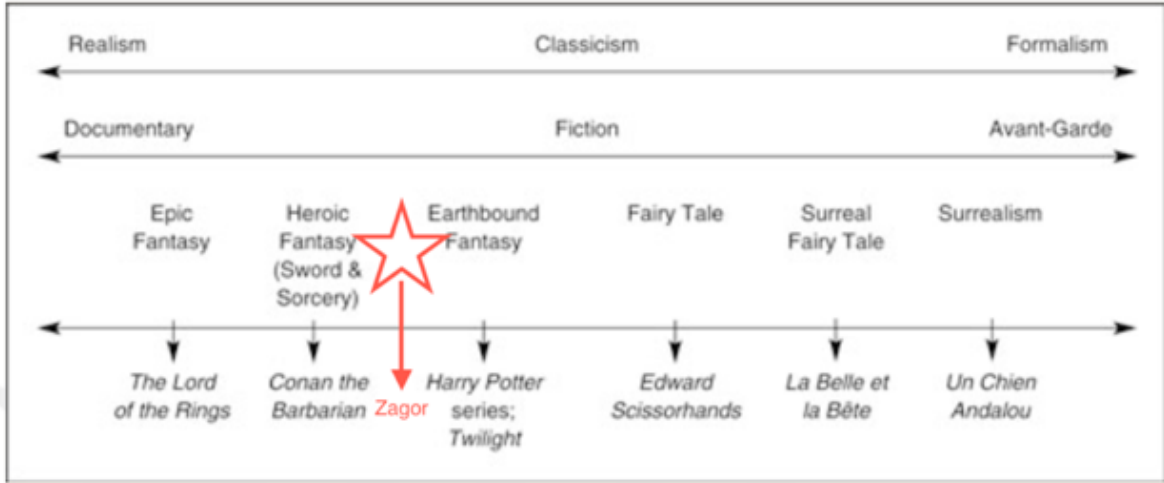 Realism Classicism Formalism
Documentary Fiction Avant-Garde
Epic Heroic Earthbound Fairy Tale Surreal Surrealism
Fantasy Fantasy Fantasy Fairy Tale
(Sword &
Sorcery)
The Lord Conan the Harry Potter Edward La Belle et Un Chien
of the Rings Barbarian Zagor series; Scissorhands la Bête Andalou
Twilight